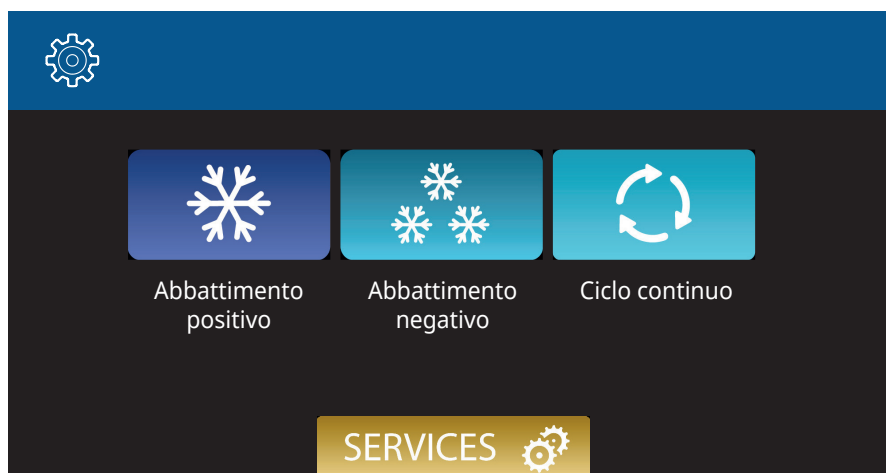 Abbattimento
positivo
Abbattimento
negativo
Ciclo continuo
SERVICES